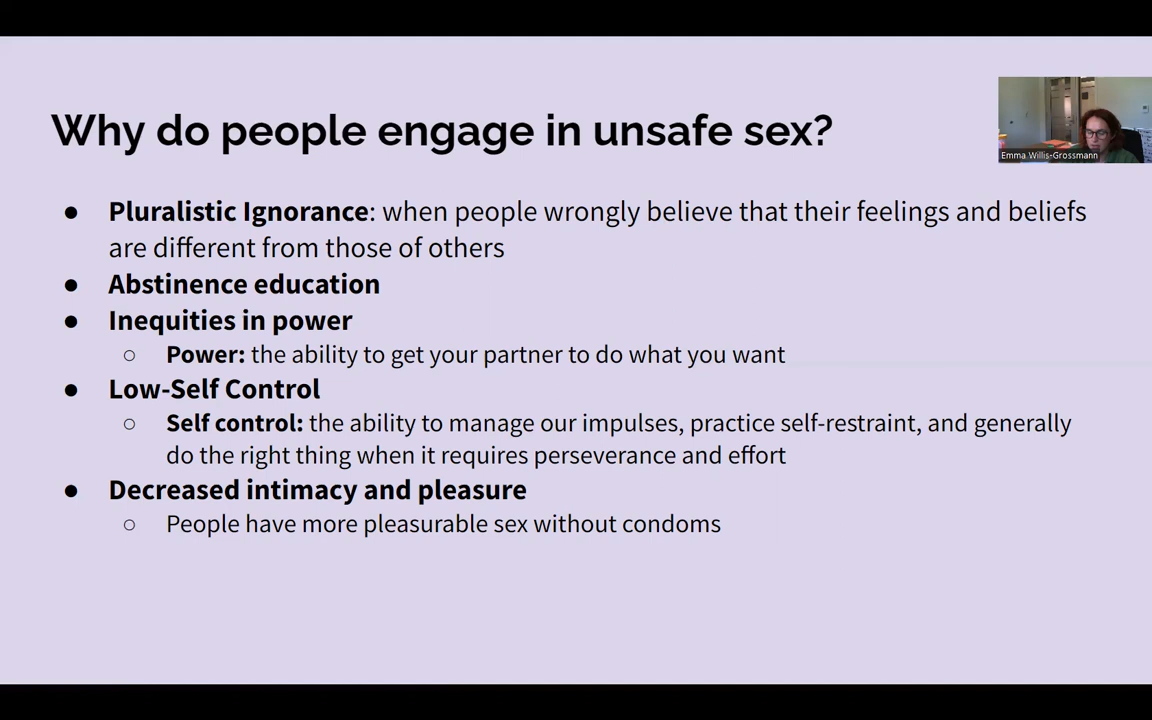 Why do people engage in unsafe sex?
Emma Willis-Grossmann
● Pluralistic Ignorance: when people wrongly believe that their feelings and beliefs
are different from those of others
● Abstinence education
● Inequities in power
○ Power: the ability to get your partner to do what you want
● Low-Self Control
○ Self control: the ability to manage our impulses, practice self-restraint, and generally
do the right thing when it requires perseverance and effort
● Decreased intimacy and pleasure
○ People have more pleasurable sex without condoms